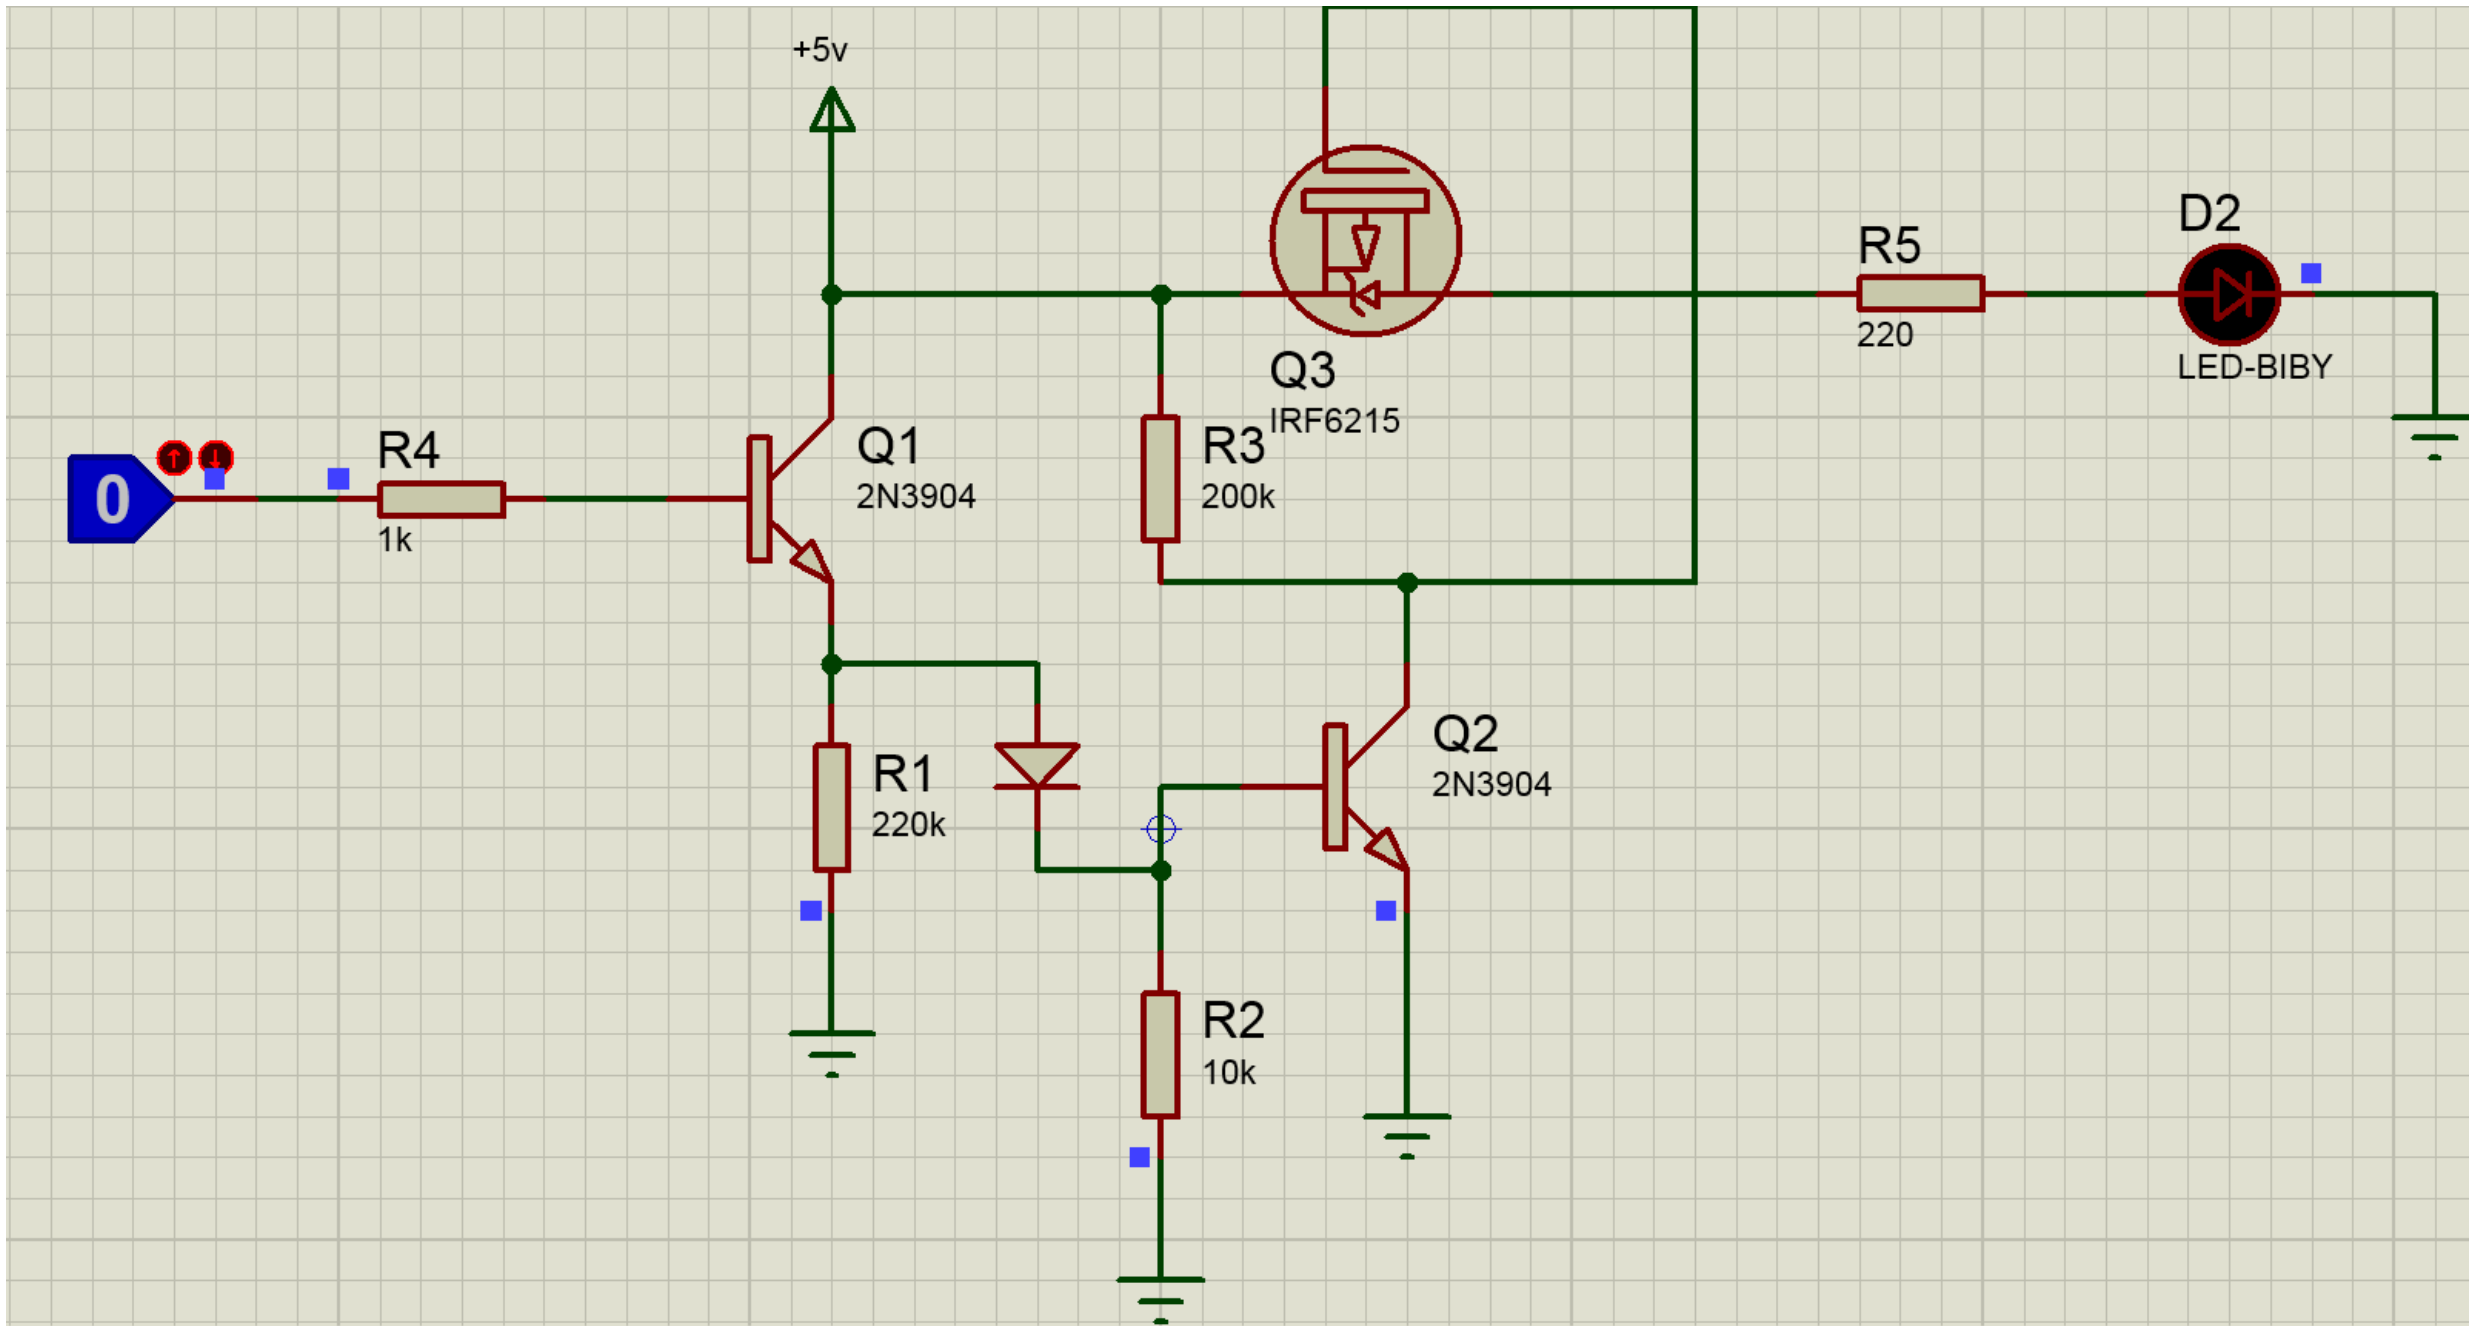 +5v
D2
R5
220
LED-BIBY
Q3
IRF6215
R4
1k
0
Q1
2N3904
R3
200k
R1
220k
Q2
2N3904
R2
10k